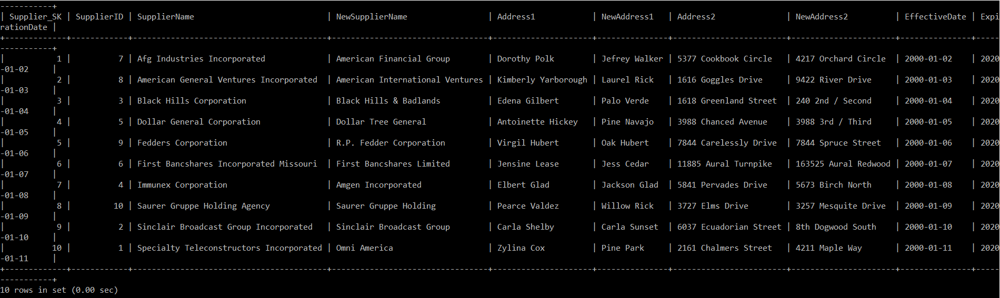 -----------+
| Supplier_SK | SupplierID | SupplierName                            | NewSupplierName                | Address1            | NewAddress1   | Address2               | NewAddress2          | EffectiveDate | Expi
rationDate |
+-------------+------------+-----------------------------------------+--------------------------------+---------------------+---------------+------------------------+----------------------+---------------+-----
-----------+
|           1 |          7 | Afg Industries Incorporated             | American Financial Group       | Dorothy Polk        | Jefrey Walker | 5377 Cookbook Circle   | 4217 Orchard Circle  | 2000-01-02    | 2020
-01-02     |
|           2 |          8 | American General Ventures Incorporated  | American International Ventures | Kimberly Yarborough | Laurel Rick   | 1616 Goggles Drive     | 9422 River Drive     | 2000-01-03    | 2020
-01-03     |
|           3 |          3 | Black Hills Corporation                 | Black Hills & Badlands         | Edena Gilbert       | Palo Verde    | 1618 Greenland Street  | 240 2nd / Second     | 2000-01-04    | 2020
-01-04     |
|           4 |          5 | Dollar General Corporation              | Dollar Tree General            | Antoinette Hickey   | Pine Navajo   | 3988 Chanced Avenue    | 3988 3rd / Third     | 2000-01-05    | 2020
-01-05     |
|           5 |          9 | Fedders Corporation                     | R.P. Fedder Corporation        | Virgil Hubert       | Oak Hubert    | 7844 Carelessly Drive  | 7844 Spruce Street   | 2000-01-06    | 2020
-01-06     |
|           6 |          6 | First Bancshares Incorporated Missouri  | First Bancshares Limited       | Jensine Lease       | Jess Cedar    | 11885 Aural Turnpike   | 163525 Aural Redwood | 2000-01-07    | 2020
-01-07     |
|           7 |          4 | Immunex Corporation                     | Amgen Incorporated             | Elbert Glad         | Jackson Glad  | 5841 Pervades Drive    | 5673 Birch North     | 2000-01-08    | 2020
-01-08     |
|           8 |         10 | Saurer Gruppe Holding Agency            | Saurer Gruppe Holding          | Pearce Valdez       | Willow Rick   | 3727 Elms Drive        | 3257 Mesquite Drive  | 2000-01-09    | 2020
-01-09     |
|           9 |          2 | Sinclair Broadcast Group Incorporated   | Sinclair Broadcast Group       | Carla Shelby        | Carla Sunset  | 6037 Ecuadorian Street | 8th Dogwood South    | 2000-01-10    | 2020
-01-10     |
|          10 |          1 | Specialty Teleconstructors Incorporated | Omni America                   | Zylina Cox          | Pine Park     | 2161 Chalmers Street   | 4211 Maple Way       | 2000-01-11    | 2020
-01-11     |
+-------------+------------+-----------------------------------------+--------------------------------+---------------------+---------------+------------------------+----------------------+---------------+-----
-----------+
10 rows in set (0.00 sec)